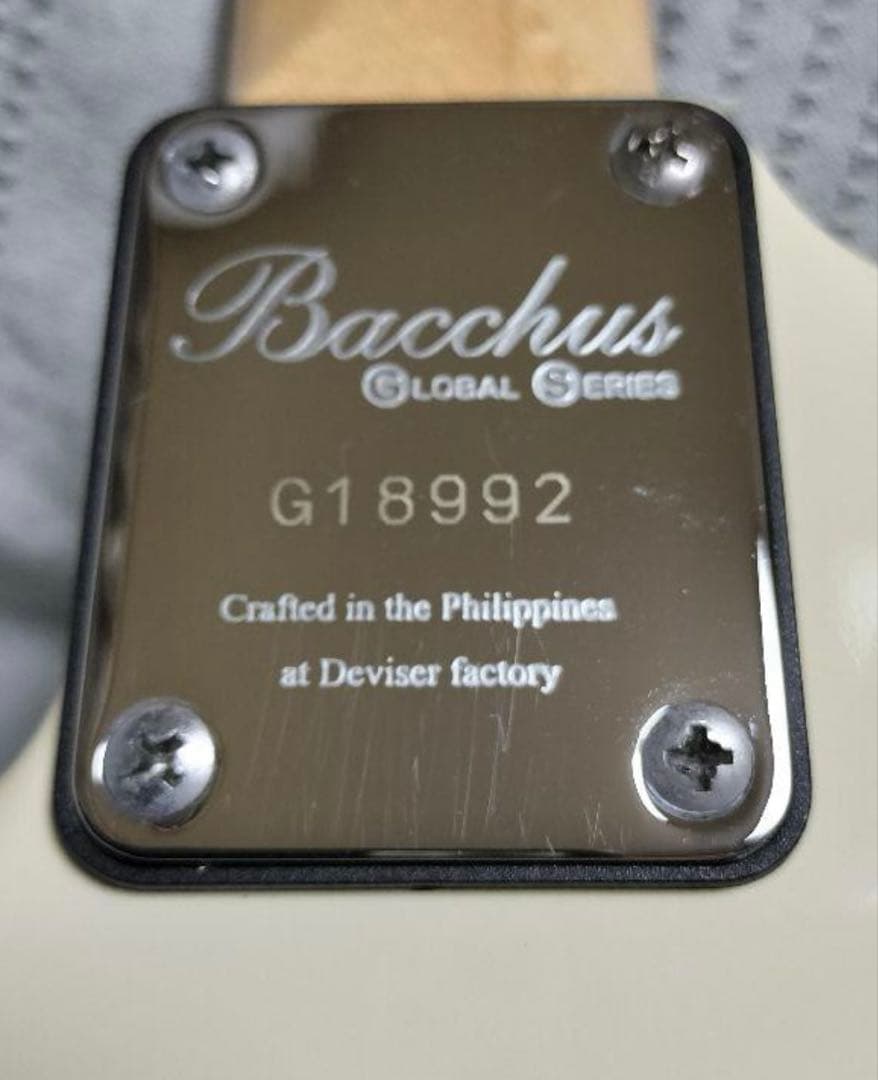 Bacchus
GLOBAL SERIES
G18992
Crafted in the Philippines
at Deviser factory